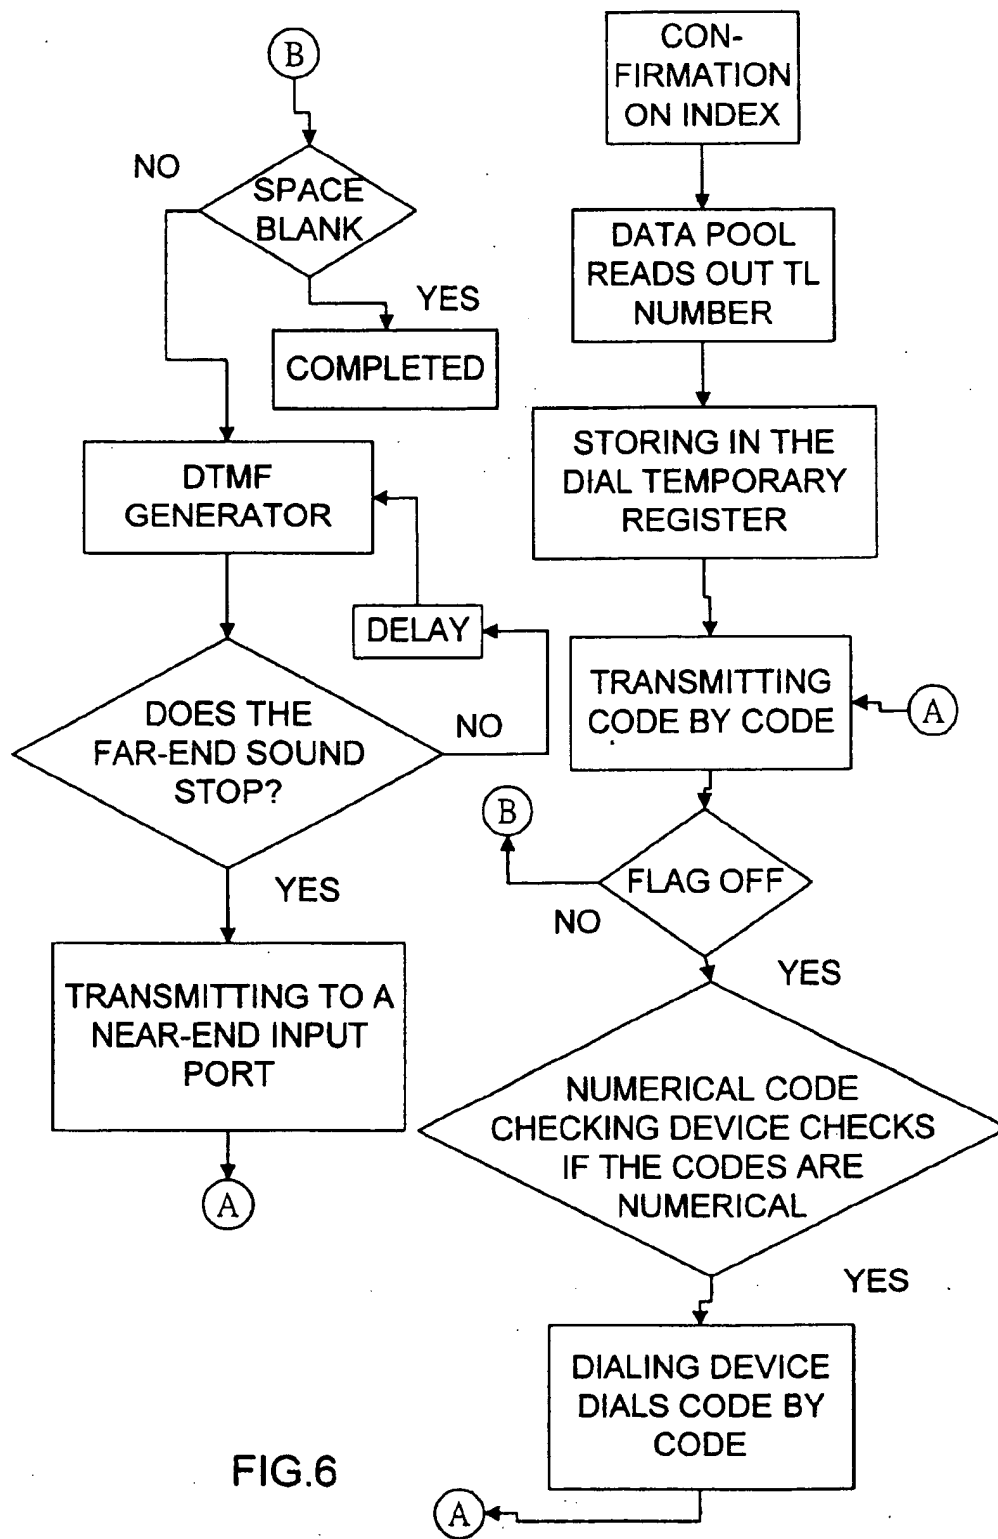 B
NO
SPACE
BLANK
YES
COMPLETED
DTMF
GENERATOR
DELAY
DOES THE
FAR-END SOUND
STOP?
NO
YES
TRANSMITTING TO A
NEAR-END INPUT
PORT
A
CON-
FIRMATION
ON INDEX
DATA POOL
READS OUT TL
NUMBER
STORING IN THE
DIAL TEMPORARY
REGISTER
TRANSMITTING
CODE BY CODE
A
B
FLAG OFF
NO
YES
NUMERICAL CODE
CHECKING DEVICE CHECKS
IF THE CODES ARE
NUMERICAL
YES
DIALING DEVICE
DIALS CODE BY
CODE
A
FIG.6